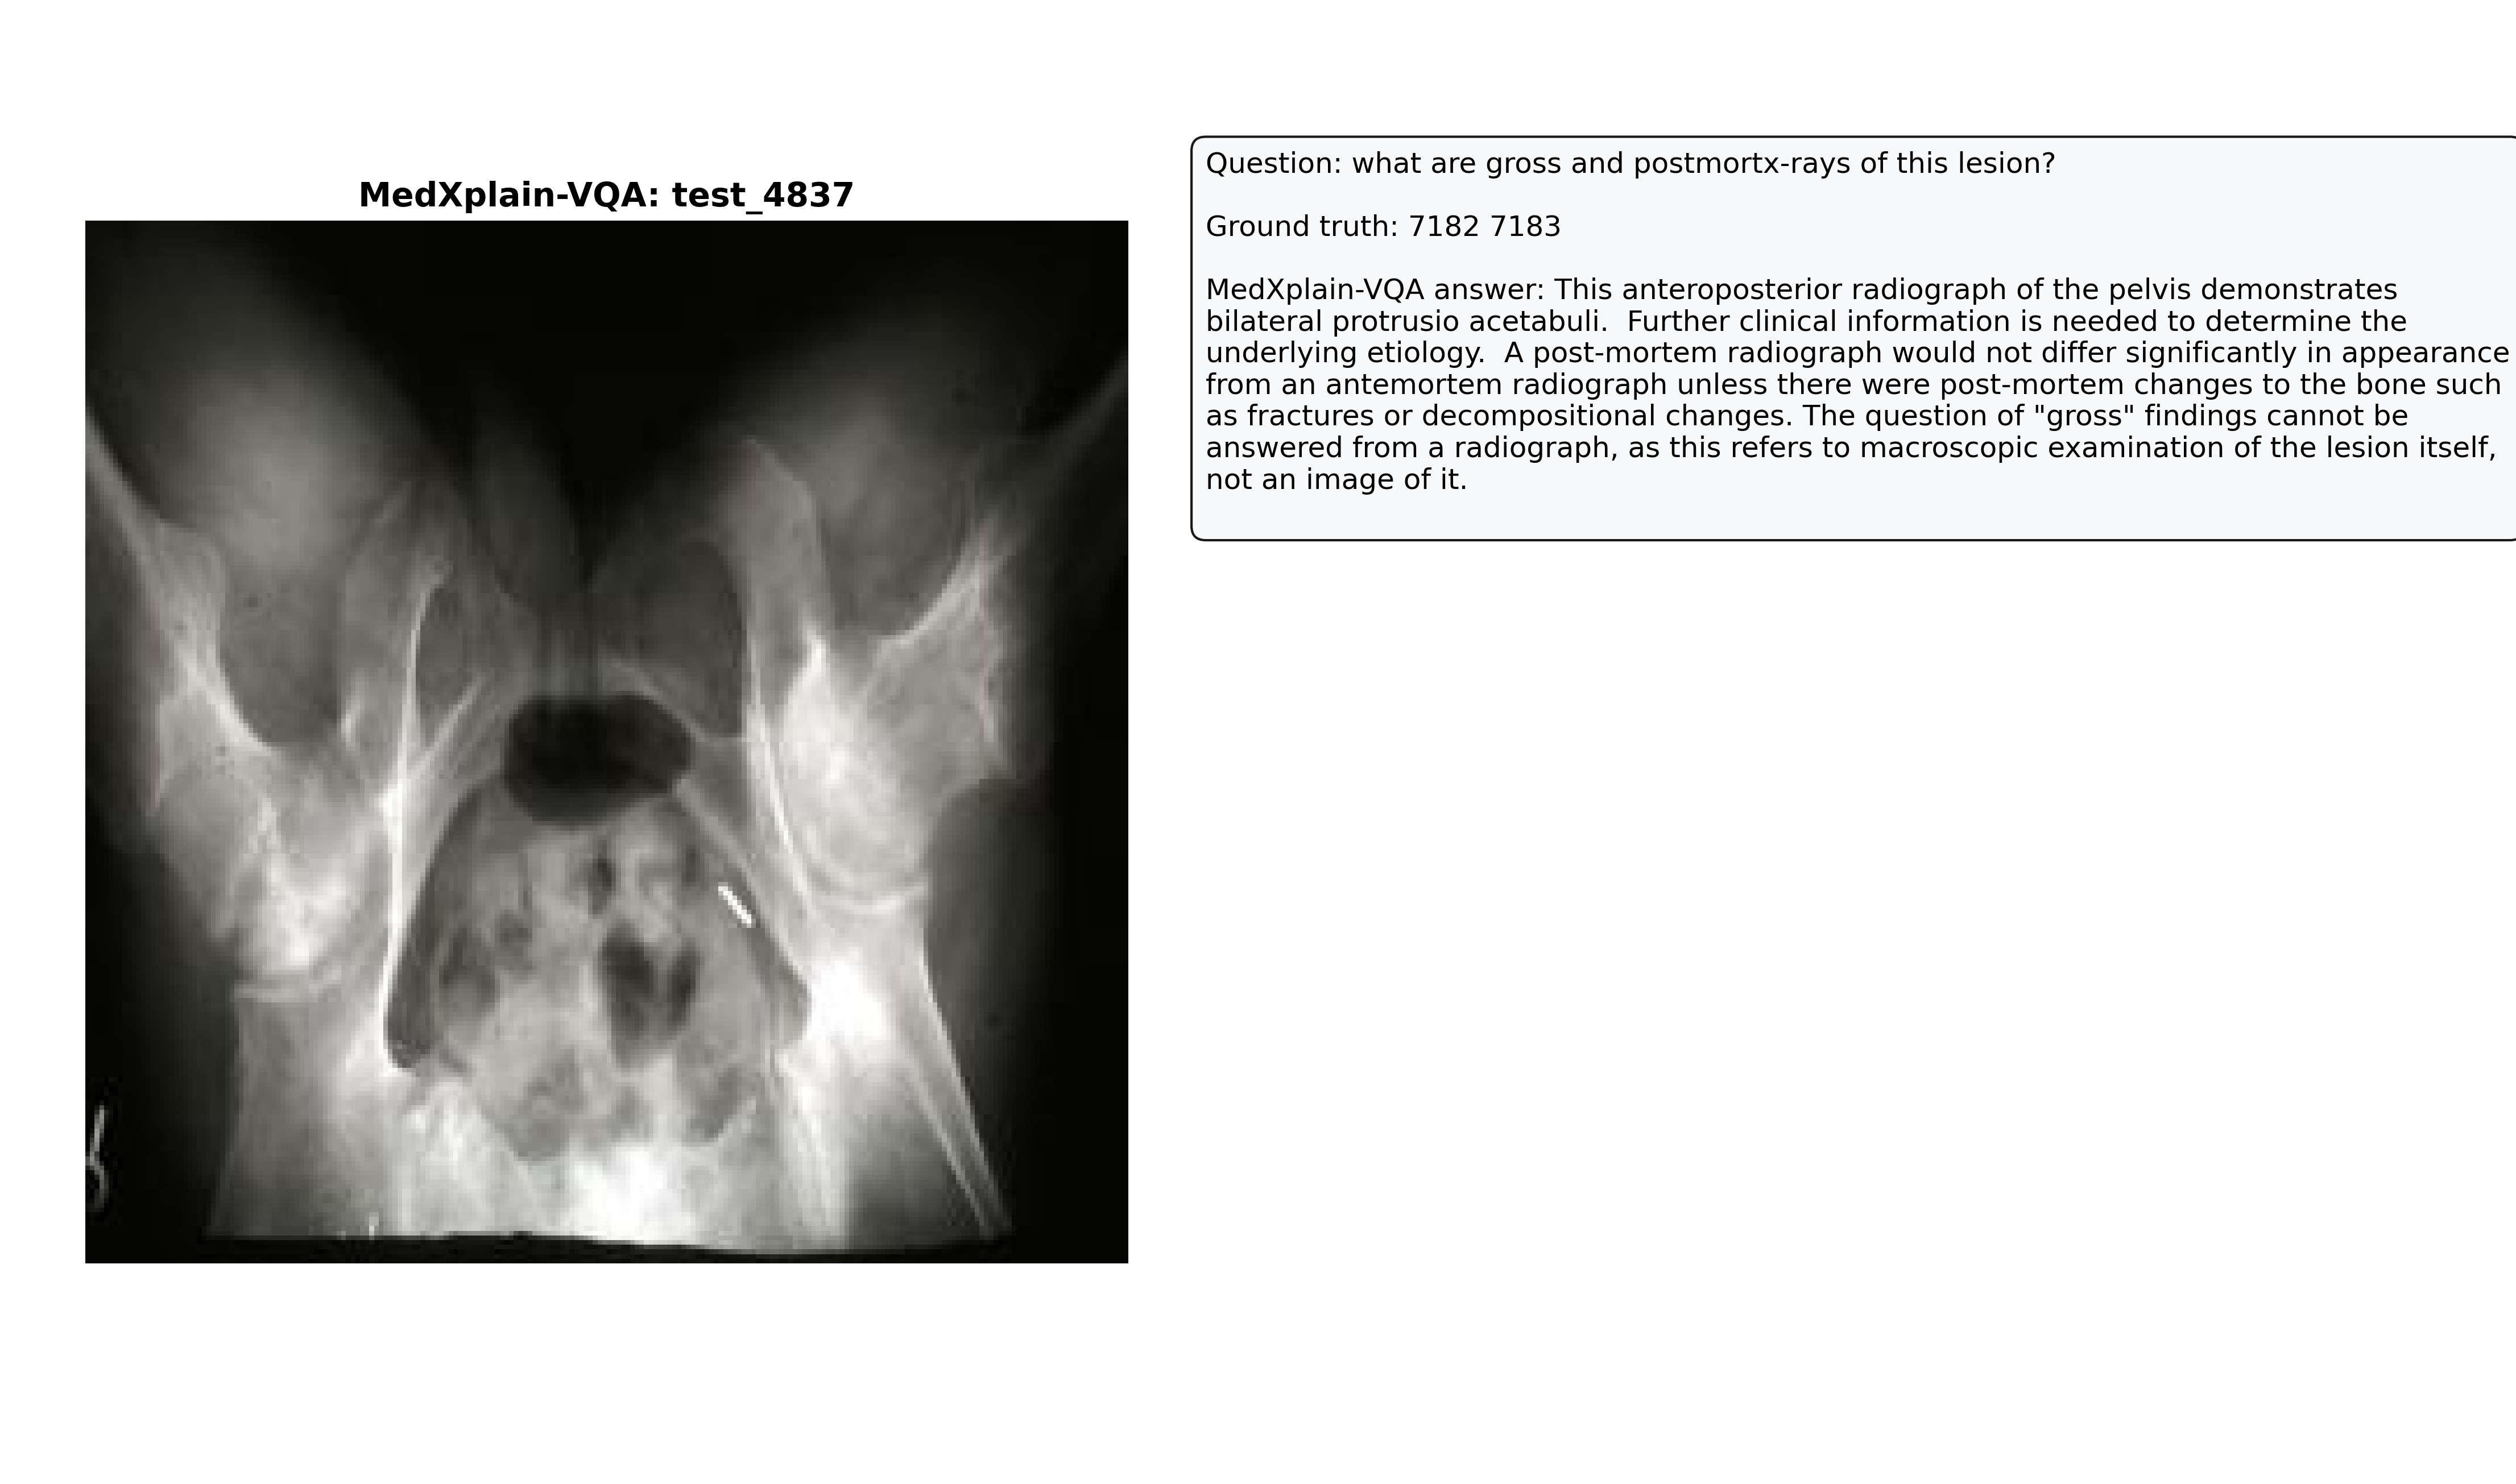 MedXplain-VQA: test_4837
Question: what are gross and postmortx-rays of this lesion?
Ground truth: 7182 7183
MedXplain-VQA answer: This anteroposterior radiograph of the pelvis demonstrates
bilateral protrusio acetabuli.  Further clinical information is needed to determine the
underlying etiology.  A post-mortem radiograph would not differ significantly in appearance
from an antemortem radiograph unless there were post-mortem changes to the bone such
as fractures or decompositional changes. The question of "gross" findings cannot be
answered from a radiograph, as this refers to macroscopic examination of the lesion itself,
not an image of it.